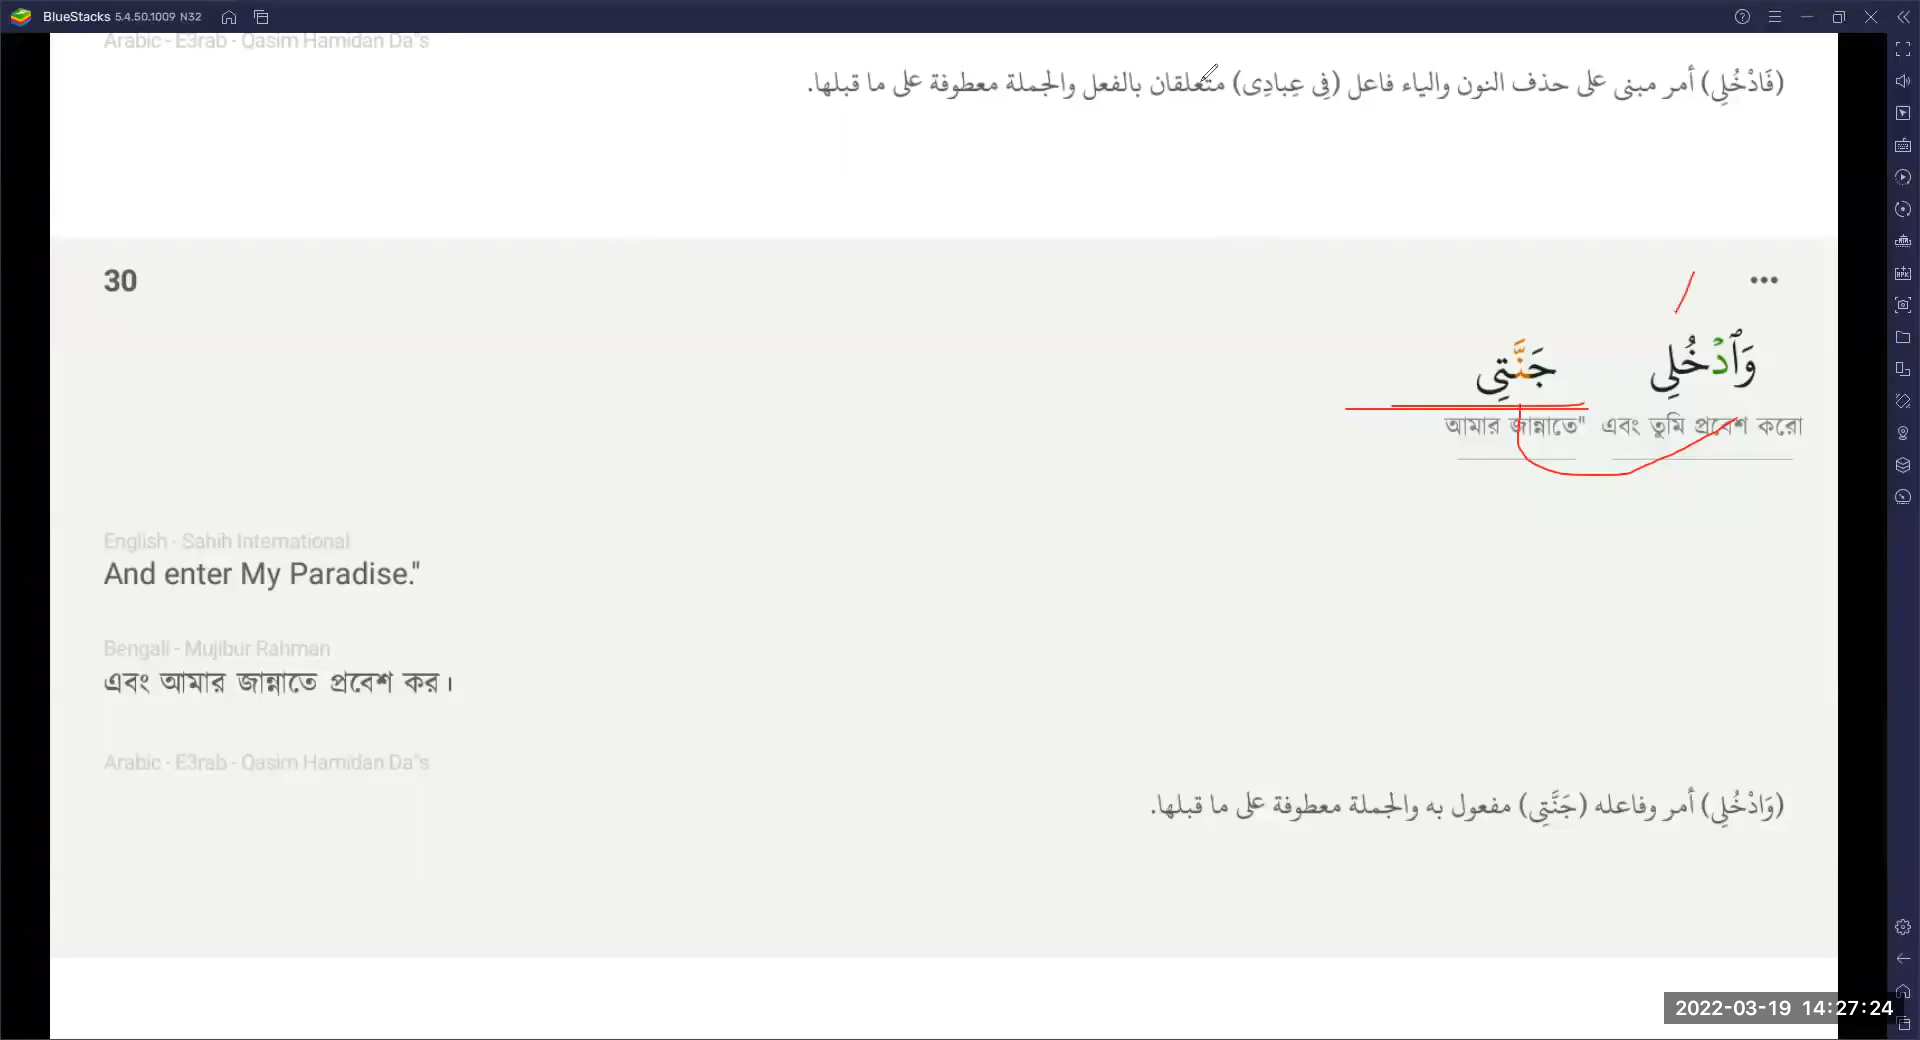 BlueStacks 5.4.50.1009 N32
Arabic - E3rab - Qasim Hamidan Da"s
(فَادْخُلِي) أمر مبنى على حذف النون والياء فاعل (فِي عِبادِى) متعلقان بالفعل والجملة معطوفة على ما قبلها.
30
وَٱدْخُلِي جَنَّتِي
এবং তুমি প্রবেশ করো আমার জান্নাতে"
English - Sahih International
And enter My Paradise."
Bengali - Mujibur Rahman
এবং আমার জান্নাতে প্রবেশ কর।
Arabic - E3rab - Qasim Hamidan Da"s
(وَادْخُلِي) أمر وفاعله (جَنَّتِي) مفعول به والجملة معطوفة على ما قبلها.
2022-03-19 14:27:24